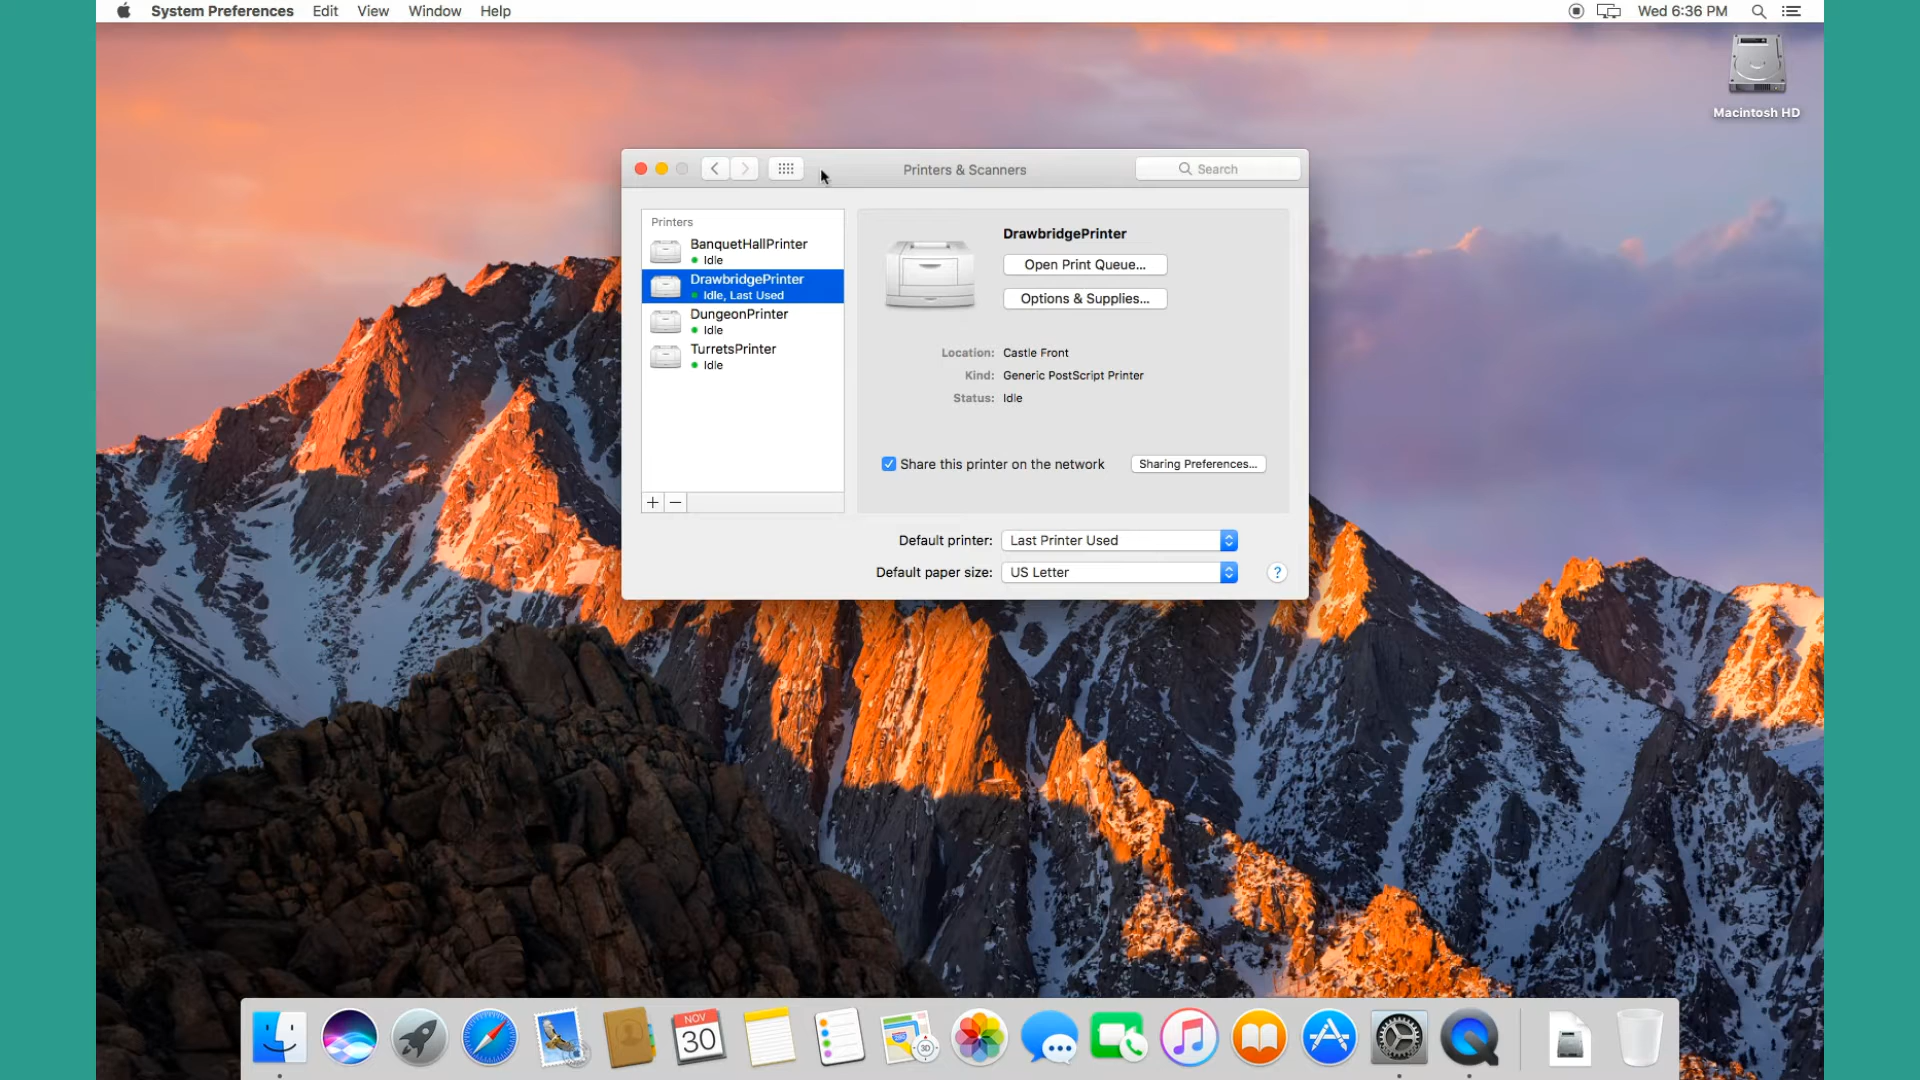 System Preferences Edit View Window Help Wed 6:36 PM
Macintosh HD
Printers & Scanners
Search
Printers
BanquetHallPrinter
Idle
DrawbridgePrinter
Idle, Last Used
DungeonPrinter
Idle
TurretsPrinter
Idle
+ −
DrawbridgePrinter
Open Print Queue...
Options & Supplies...
Location: Castle Front
Kind: Generic PostScript Printer
Status: Idle
Share this printer on the network Sharing Preferences...
Default printer: Last Printer Used
Default paper size: US Letter ?
NOV
30
3D